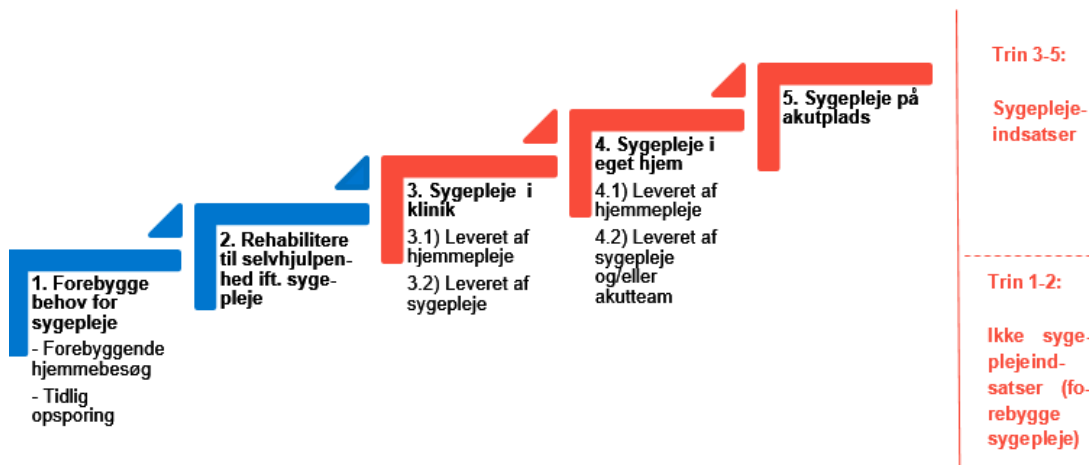 1. Forebygge
behov for
sygepleje
- Forebyggende
hjemmebesøg
- Tidlig
opsporing
2. Rehabilitere
til selvhjulpen-
hed ift. syge-
pleje
3. Sygepleje i
klinik
3.1) Leveret af
hjemmepleje
3.2) Leveret af
sygepleje
4. Sygepleje i
eget hjem
4.1) Leveret af
hjemmepleje
4.2) Leveret af
sygepleje
og/eller
akutteam
5. Sygepleje på
akutplads
Trin 3-5:
Sygepleje-
indsatser
Trin 1-2:
Ikke syge-
plejeind-
satser (fo-
rebygge
sygepleje)